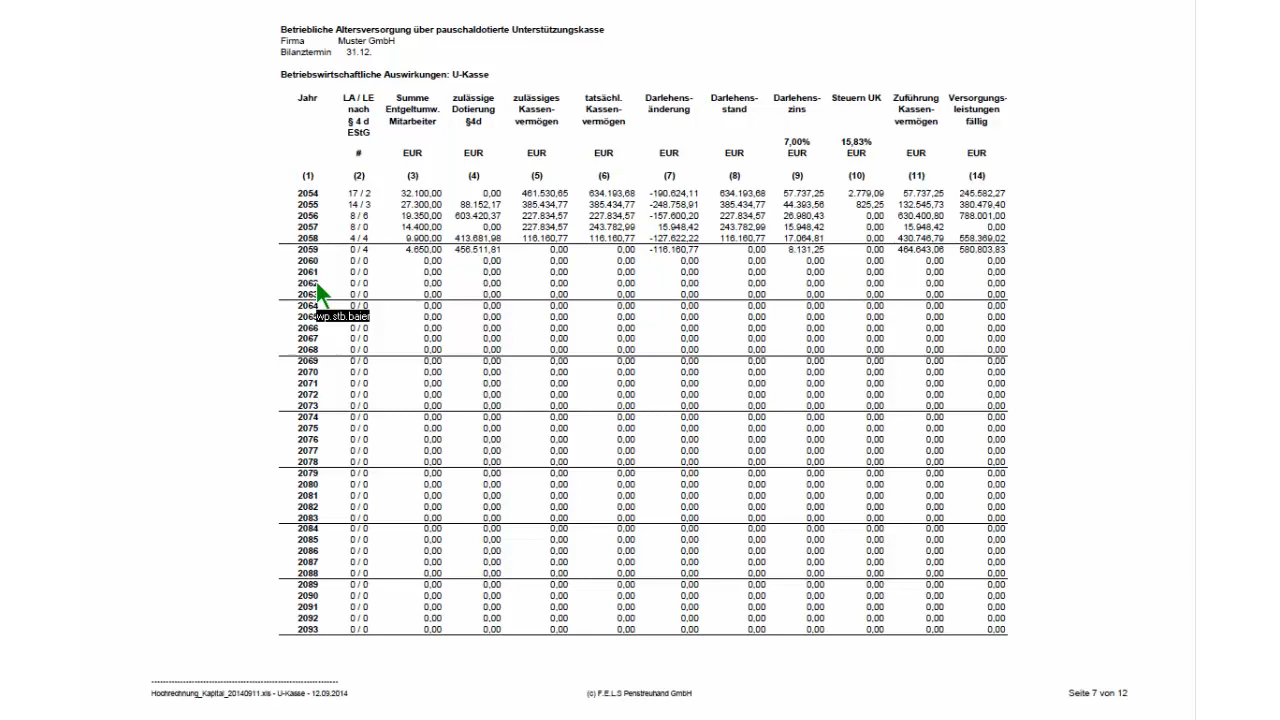 Betriebliche Altersversorgung über pauschaldotierte Unterstützungskasse
Firma Muster GmbH
Bilanztermin 31.12.
Betriebswirtschaftliche Auswirkungen: U-Kasse
Jahr LA / LE Summe zulässige zulässiges tatsächl. Darlehens- Darlehens- Darlehens- Steuern UK Zuführung Versorgungs-
nach Entgeltumw. Dotierung Kassen- Kassen- änderung stand zins Kassen- leistungen
§ 4 d Mitarbeiter §4d vermögen vermögen vermögen fällig
EStG
7,00% 15,83%
# EUR EUR EUR EUR EUR EUR EUR EUR EUR EUR
(1) (2) (3) (4) (5) (6) (7) (8) (9) (10) (11) (14)
2054 17 / 2 32.100,00 0,00 461.530,65 634.193,68 -190.624,11 634.193,68 57.737,25 2.779,09 57.737,25 245.582,27
2055 14 / 3 27.300,00 88.152,17 385.434,77 385.434,77 -248.758,91 385.434,77 44.393,56 825,25 132.545,73 380.479,40
2056 8 / 6 19.350,00 603.420,37 227.834,57 227.834,57 -157.600,20 227.834,57 26.980,43 0,00 630.400,80 788.001,00
2057 8 / 0 14.400,00 0,00 227.834,57 243.782,99 15.948,42 243.782,99 15.948,42 0,00 15.948,42 0,00
2058 4 / 4 9.900,00 413.681,98 116.160,77 116.160,77 -127.622,22 116.160,77 17.064,81 0,00 430.746,79 558.369,02
2059 0 / 4 4.650,00 456.511,81 0,00 0,00 -116.160,77 0,00 8.131,25 0,00 464.643,06 580.803,83
2060 0 / 0 0,00 0,00 0,00 0,00 0,00 0,00 0,00 0,00 0,00 0,00
2061 0 / 0 0,00 0,00 0,00 0,00 0,00 0,00 0,00 0,00 0,00 0,00
2062 0 / 0 0,00 0,00 0,00 0,00 0,00 0,00 0,00 0,00 0,00 0,00
2063 0 / 0 0,00 0,00 0,00 0,00 0,00 0,00 0,00 0,00 0,00 0,00
2064 0 / 0 0,00 0,00 0,00 0,00 0,00 0,00 0,00 0,00 0,00 0,00
2065 wp.stb.baier 0 / 0 0,00 0,00 0,00 0,00 0,00 0,00 0,00 0,00 0,00 0,00
2066 0 / 0 0,00 0,00 0,00 0,00 0,00 0,00 0,00 0,00 0,00 0,00
2067 0 / 0 0,00 0,00 0,00 0,00 0,00 0,00 0,00 0,00 0,00 0,00
2068 0 / 0 0,00 0,00 0,00 0,00 0,00 0,00 0,00 0,00 0,00 0,00
2069 0 / 0 0,00 0,00 0,00 0,00 0,00 0,00 0,00 0,00 0,00 0,00
2070 0 / 0 0,00 0,00 0,00 0,00 0,00 0,00 0,00 0,00 0,00 0,00
2071 0 / 0 0,00 0,00 0,00 0,00 0,00 0,00 0,00 0,00 0,00 0,00
2072 0 / 0 0,00 0,00 0,00 0,00 0,00 0,00 0,00 0,00 0,00 0,00
2073 0 / 0 0,00 0,00 0,00 0,00 0,00 0,00 0,00 0,00 0,00 0,00
2074 0 / 0 0,00 0,00 0,00 0,00 0,00 0,00 0,00 0,00 0,00 0,00
2075 0 / 0 0,00 0,00 0,00 0,00 0,00 0,00 0,00 0,00 0,00 0,00
2076 0 / 0 0,00 0,00 0,00 0,00 0,00 0,00 0,00 0,00 0,00 0,00
2077 0 / 0 0,00 0,00 0,00 0,00 0,00 0,00 0,00 0,00 0,00 0,00
2078 0 / 0 0,00 0,00 0,00 0,00 0,00 0,00 0,00 0,00 0,00 0,00
2079 0 / 0 0,00 0,00 0,00 0,00 0,00 0,00 0,00 0,00 0,00 0,00
2080 0 / 0 0,00 0,00 0,00 0,00 0,00 0,00 0,00 0,00 0,00 0,00
2081 0 / 0 0,00 0,00 0,00 0,00 0,00 0,00 0,00 0,00 0,00 0,00
2082 0 / 0 0,00 0,00 0,00 0,00 0,00 0,00 0,00 0,00 0,00 0,00
2083 0 / 0 0,00 0,00 0,00 0,00 0,00 0,00 0,00 0,00 0,00 0,00
2084 0 / 0 0,00 0,00 0,00 0,00 0,00 0,00 0,00 0,00 0,00 0,00
2085 0 / 0 0,00 0,00 0,00 0,00 0,00 0,00 0,00 0,00 0,00 0,00
2086 0 / 0 0,00 0,00 0,00 0,00 0,00 0,00 0,00 0,00 0,00 0,00
2087 0 / 0 0,00 0,00 0,00 0,00 0,00 0,00 0,00 0,00 0,00 0,00
2088 0 / 0 0,00 0,00 0,00 0,00 0,00 0,00 0,00 0,00 0,00 0,00
2089 0 / 0 0,00 0,00 0,00 0,00 0,00 0,00 0,00 0,00 0,00 0,00
2090 0 / 0 0,00 0,00 0,00 0,00 0,00 0,00 0,00 0,00 0,00 0,00
2091 0 / 0 0,00 0,00 0,00 0,00 0,00 0,00 0,00 0,00 0,00 0,00
2092 0 / 0 0,00 0,00 0,00 0,00 0,00 0,00 0,00 0,00 0,00 0,00
2093 0 / 0 0,00 0,00 0,00 0,00 0,00 0,00 0,00 0,00 0,00 0,00
Hochrechnung_Kapital_20140911.xls - U-Kasse - 12.09.2014 (c) F.E.L.S Penstreuhand GmbH Seite 7 von 12